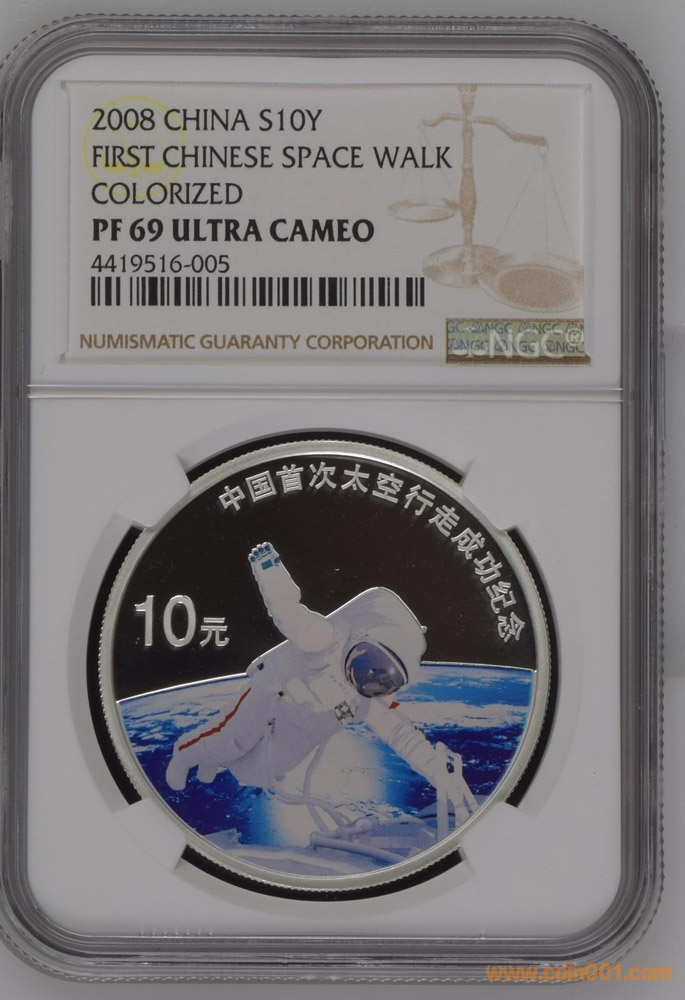 2008 CHINA S10Y
FIRST CHINESE SPACE WALK
COLORIZED
PF 69 ULTRA CAMEO
4419516-005
NUMISMATIC GUARANTY CORPORATION
NGC
中国首次太空行走成功纪念
10元
www.coin001.com